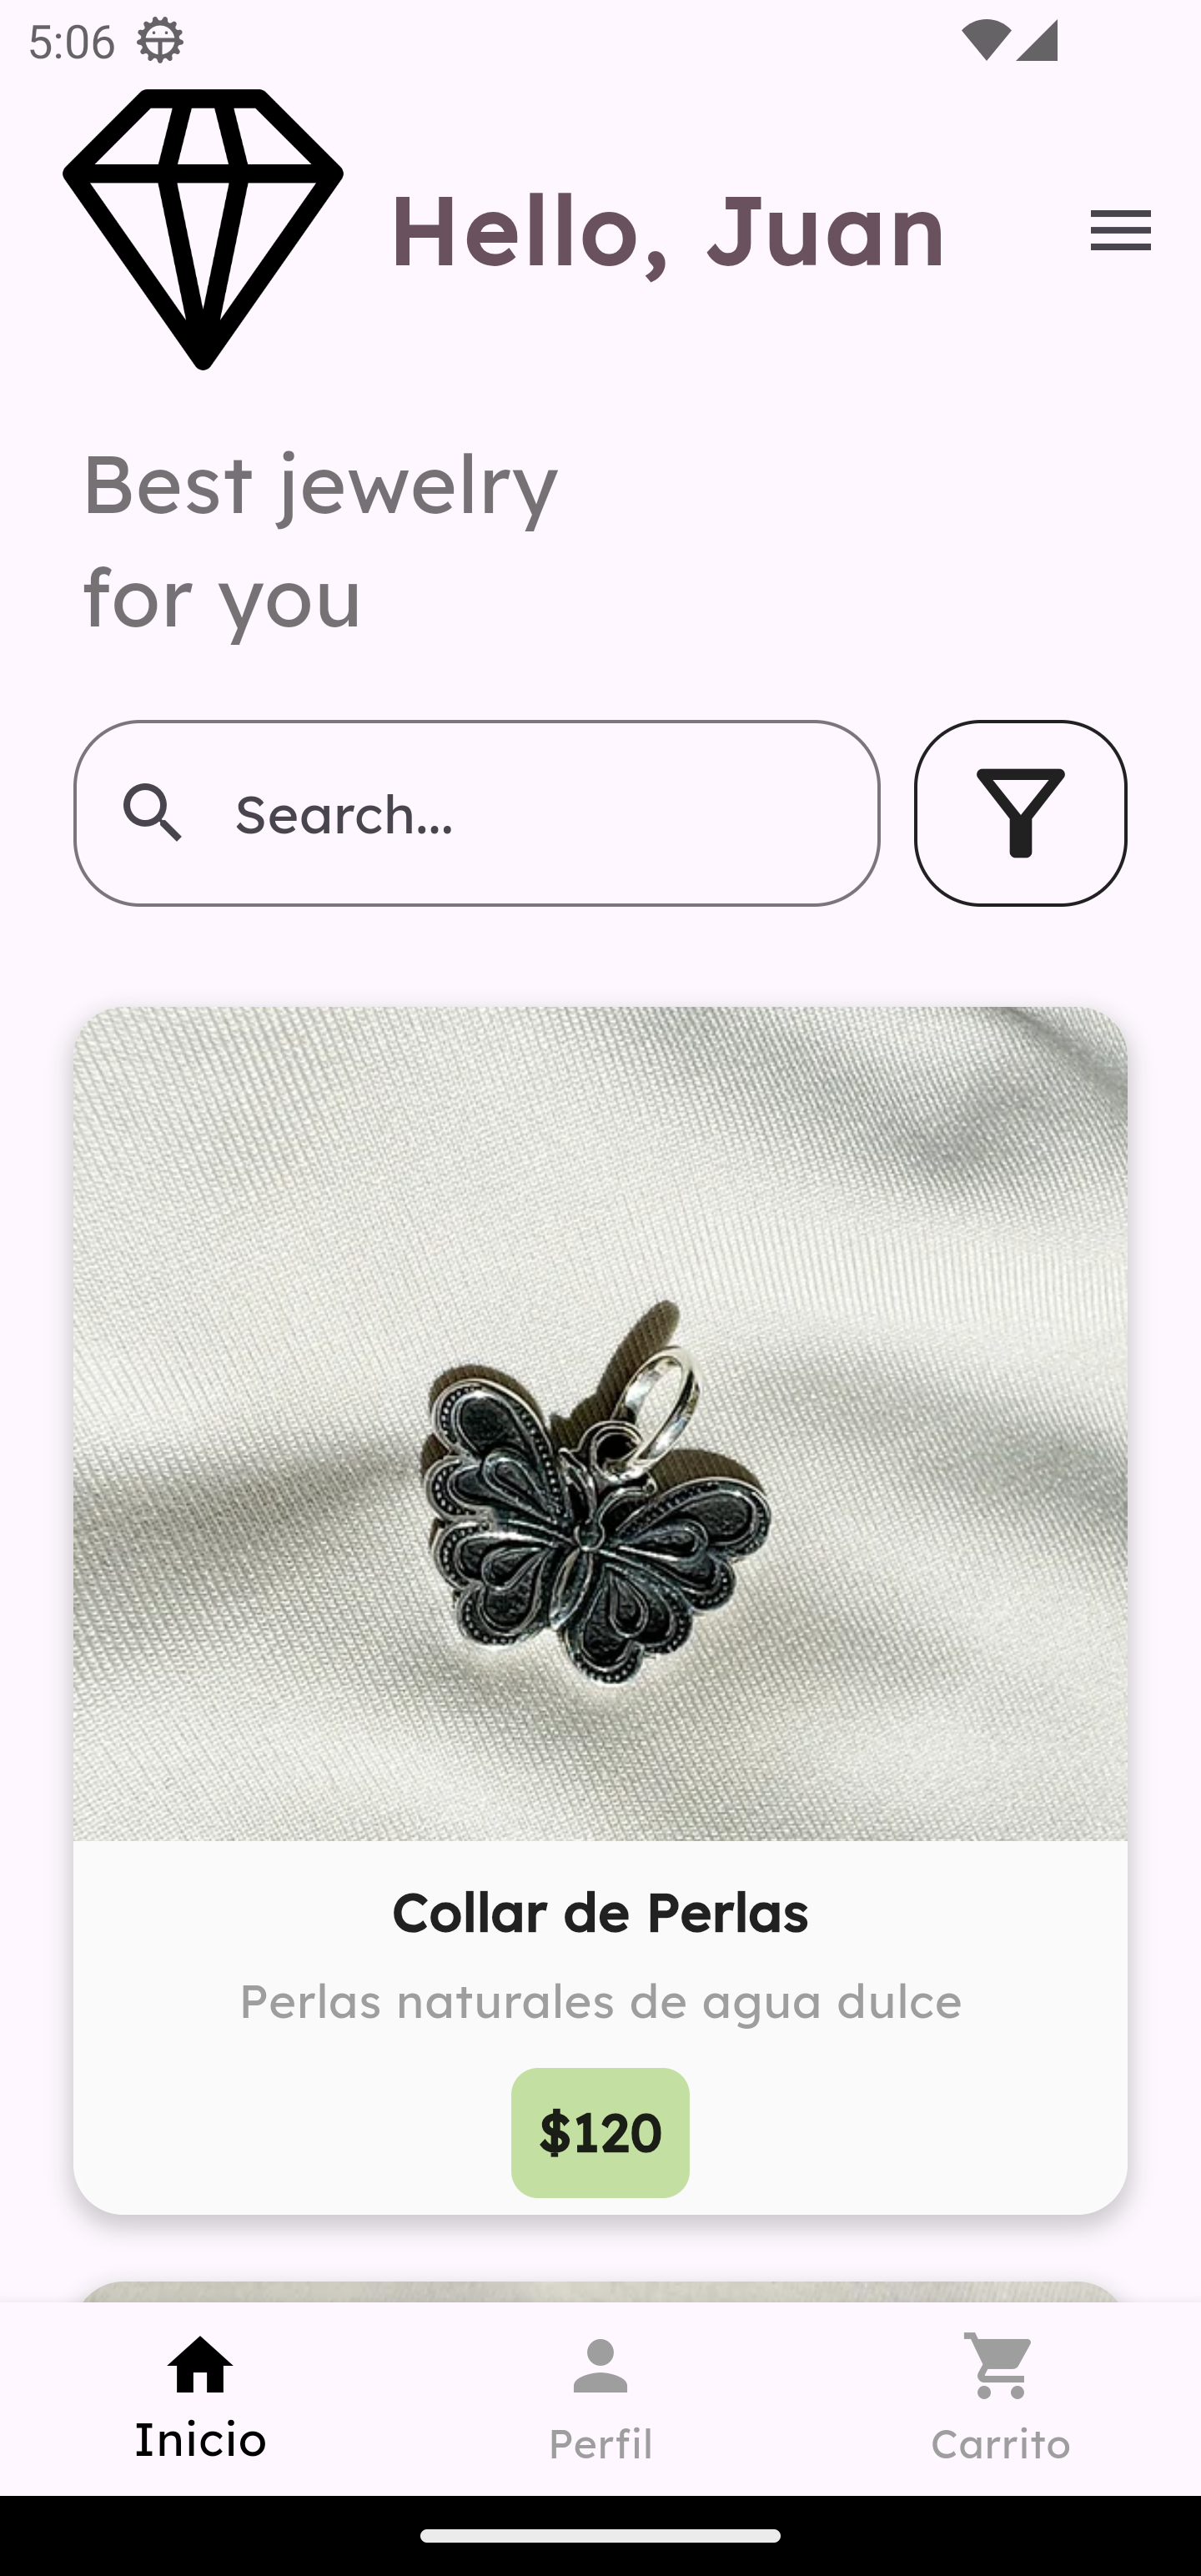 5:06
Hello, Juan
Best jewelry
for you
Search...
Collar de Perlas
Perlas naturales de agua dulce
$120
Inicio
Perfil
Carrito